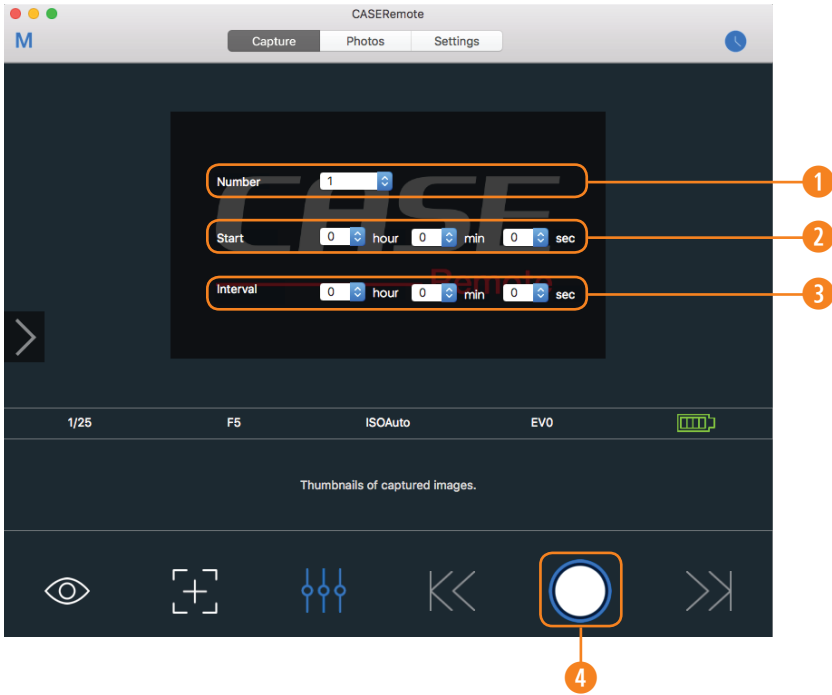 CASERemote
M
Capture Photos Settings
CASE
Remote
Number 1
1
Start 0 hour 0 min 0 sec
2
Interval 0 hour 0 min 0 sec
3
1/25 F5 ISOAuto EV0
Thumbnails of captured images.
4